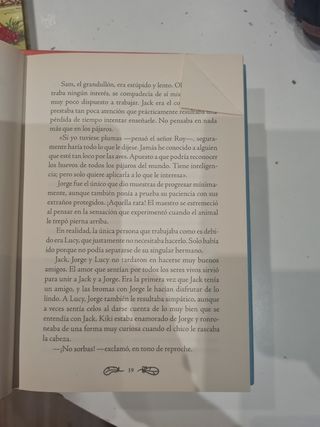 Sam, el grandullón, era estúpido y lento. O
traba ningún interés, se compadecía de sí mis
muy poco dispuesto a trabajar. Jack era el co
prestaba tan poca atención que prácticamente resultaba una
pérdida de tiempo intentar enseñarle. No pensaba en nada
más que en los pájaros.
«Si yo tuviese plumas —pensó el señor Roy—, segura-
mente haría todo lo que le dijese. Jamás he conocido a alguien
que esté tan loco por las aves. Apuesto a que podría reconocer
los huevos de todos los pájaros del mundo. Tiene inteligen-
cia; pero solo quiere aplicarla a lo que le interesa».
Jorge fue el único que dio muestras de progresar mínima-
mente, aunque también ponía a prueba su paciencia con sus
extraños protegidos. ¡Aquella rata! El maestro se estremeció
al pensar en la sensación que experimentó cuando el animal le
trepó pierna arriba.
En realidad, la única persona que trabajaba como es debi-
do era Lucy, que justamente no necesitaba hacerlo. Solo había
ido porque no podía separarse de su singular hermano.
Jack, Jorge y Lucy no tardaron en hacerse muy buenos
amigos. El amor que sentían por todos los seres vivos sirvió para
unir a Jack y a Jorge. Era la primera vez que Jack tenía
un amigo, y las bromas con Jorge le hacían disfrutar de lo
lindo. A Lucy, Jorge también le resultaba simpático, aunque
a veces sentía celos al darse cuenta de lo muy bien que se
entendía con Jack. Kiki estaba enamorado de Jorge y ronro-
neaba de una forma muy curiosa cuando el chico le rascaba
la cabeza.
—¡No sorbas! —exclamó, en tono de reproche.
39